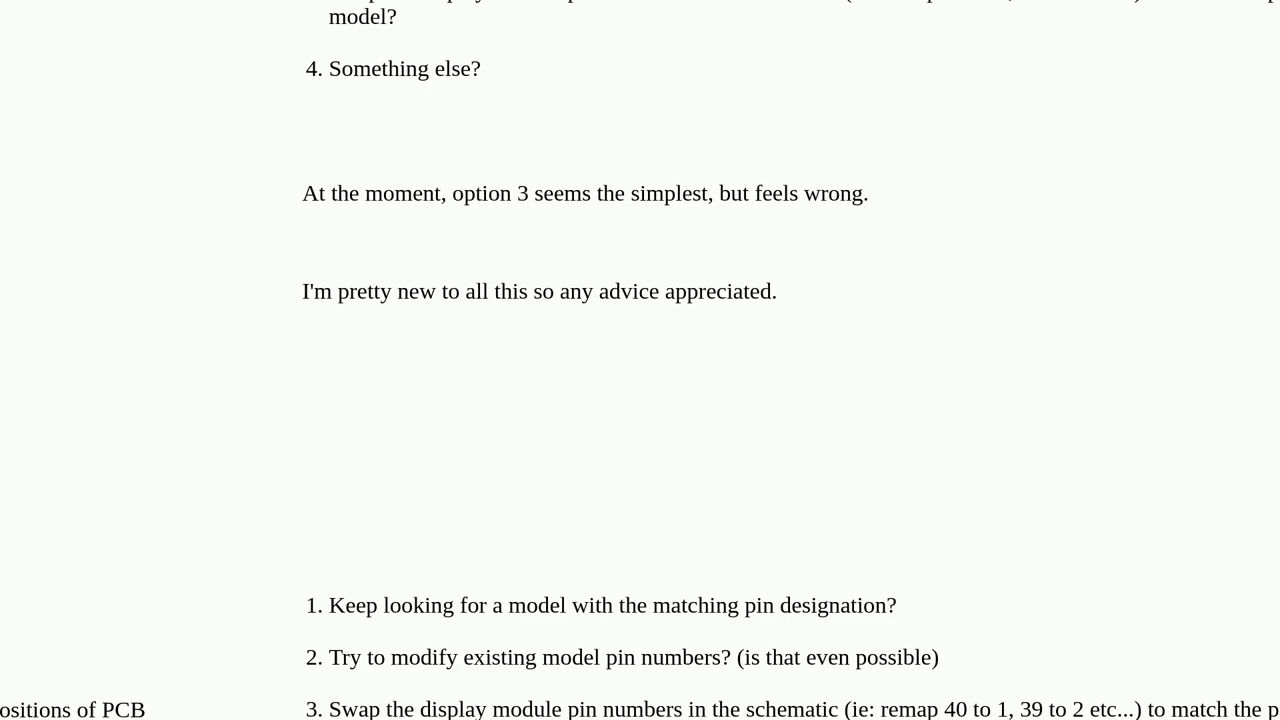 model?
4. Something else?
At the moment, option 3 seems the simplest, but feels wrong.
I'm pretty new to all this so any advice appreciated.
1. Keep looking for a model with the matching pin designation?
2. Try to modify existing model pin numbers? (is that even possible)
of PCB
3. Swap the display module pin numbers in the schematic (ie: remap 40 to 1, 39 to 2 etc...) to match the